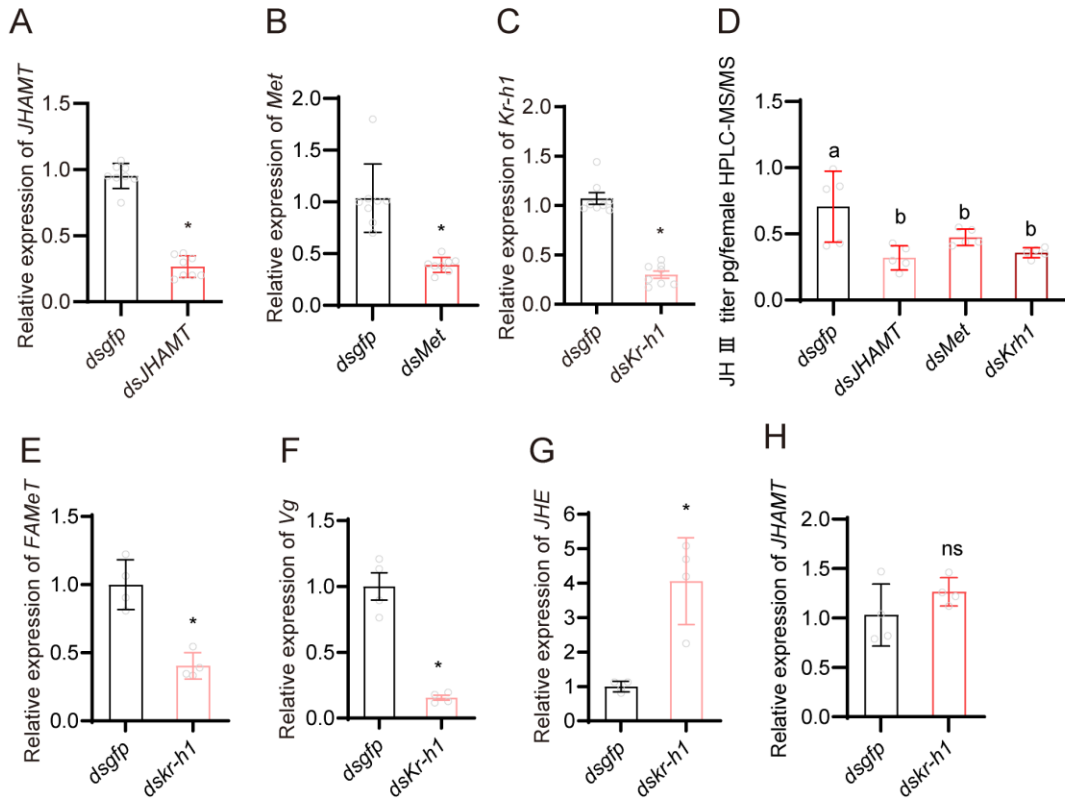 A
Relative expression of JHAMT
1.5
1.0
0.5
0.0
*
dsgfp
dsJHAMT
B
Relative expression of Met
2.0
1.5
1.0
0.5
0.0
*
dsgfp
dsMet
C
Relative expression of Kr-h1
2.0
1.5
1.0
0.5
0.0
*
dsgfp
dsKr-h1
D
JH Ⅲ titer pg/female HPLC-MS/MS
1.5
1.0
0.5
0.0
a
b
b
b
dsgfp
dsJHAMT
dsMet
dsKrh1
E
Relative expression of FAMeT
1.5
1.0
0.5
0.0
*
dsgfp
dskr-h1
F
Relative expression of Vg
1.5
1.0
0.5
0.0
*
dsgfp
dsKr-h1
G
Relative expression of JHE
6
5
4
3
2
1
0
*
dsgfp
dskr-h1
H
Relative expression of JHAMT
2.0
1.5
1.0
0.5
0.0
ns
dsgfp
dskr-h1